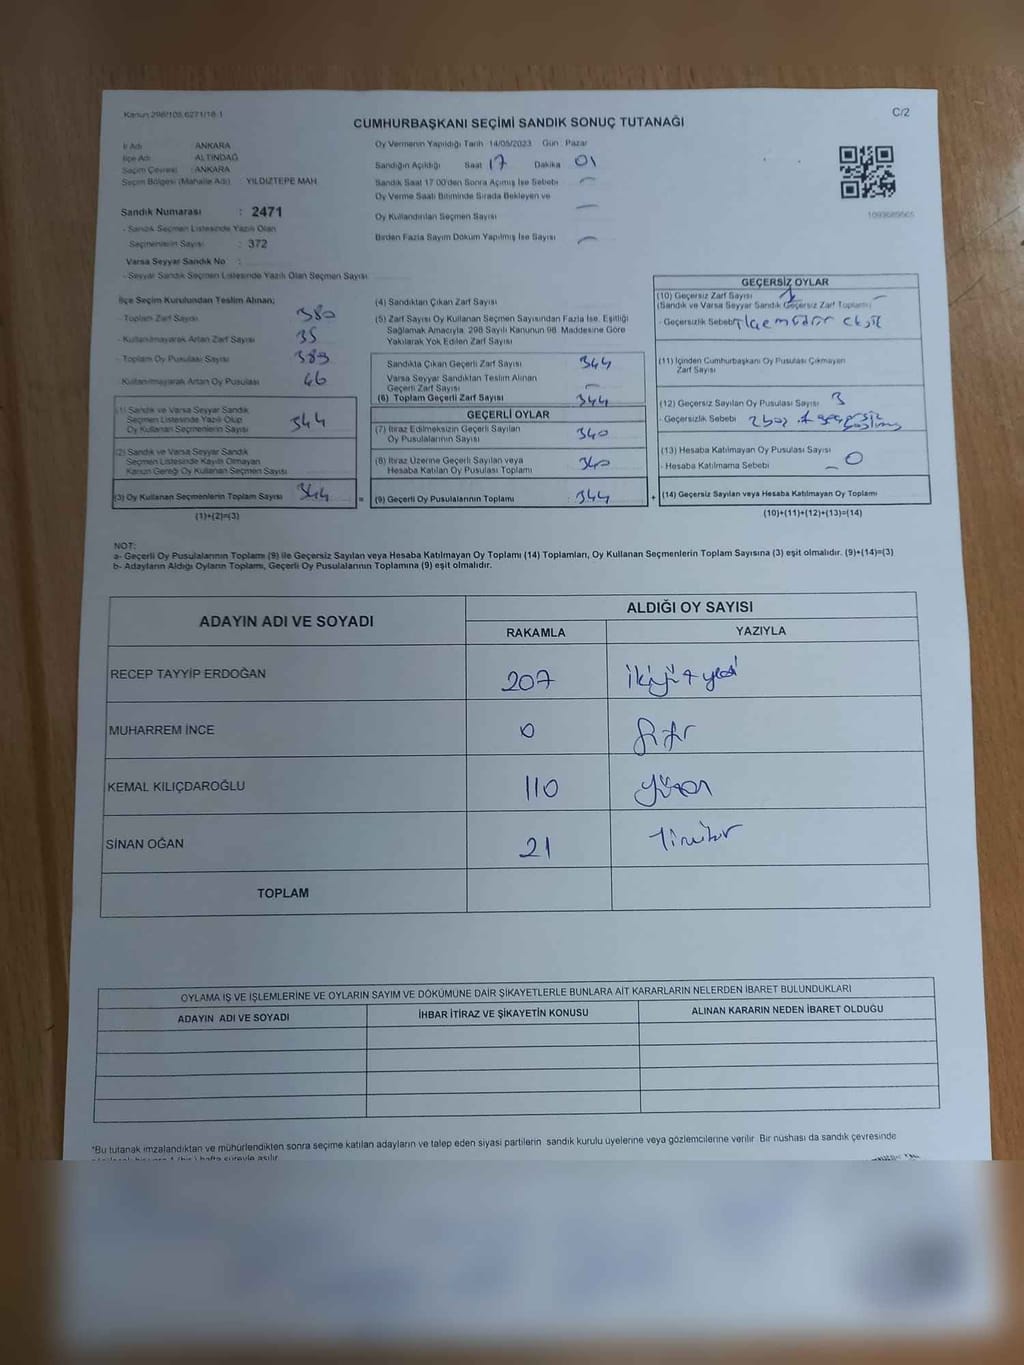 Kanun 298/105.6271/16.1
C/2
CUMHURBAŞKANI SEÇİMİ SANDIK SONUÇ TUTANAĞI
İl Adı : ANKARA
İlçe Adı : ALTINDAĞ
Seçim Çevresi : ANKARA
Seçim Bölgesi (Mahalle Adı) : YILDIZTEPE MAH.
Sandık Numarası : 2471
- Sandık Seçmen Listesinde Yazılı Olan
Seçmenlerin Sayısı : 372
Varsa Seyyar Sandık No :
- Seyyar Sandık Seçmen Listesinde Yazılı Olan Seçmen Sayısı
Oy Vermenin Yapıldığı Tarih 14/05/2023 Gün : Pazar
Sandığın Açıldığı Saat 17 Dakika 01
Sandık Saat 17.00'den Sonra Açılmış İse Sebebi
Oy Verme Saati Bitiminde Sırada Bekleyen ve
Oy Kullandırılan Seçmen Sayısı
Birden Fazla Sayım Döküm Yapılmış İse Sayısı
1093689565
İlçe Seçim Kurulundan Teslim Alınan;
- Toplam Zarf Sayısı 380
- Kullanılmayarak Artan Zarf Sayısı 35
- Toplam Oy Pusulası Sayısı 389
- Kullanılmayarak Artan Oy Pusulası 46
(1) Sandık ve Varsa Seyyar Sandık
Seçmen Listesinde Yazılı Olup
Oy Kullanan Seçmenlerin Sayısı 344
(2) Sandık ve Varsa Seyyar Sandık
Seçmen Listesinde Kayıtlı Olmayan
Kanun Gereği Oy Kullanan Seçmen Sayısı
(3) Oy Kullanan Seçmenlerin Toplam Sayısı 344 =
(1)+(2)=(3)
(4) Sandıktan Çıkan Zarf Sayısı
(5) Zarf Sayısı Oy Kullanan Seçmen Sayısından Fazla İse, Eşitliği
Sağlamak Amacıyla, 298 Sayılı Kanunun 98. Maddesine Göre
Yakılarak Yok Edilen Zarf Sayısı
Sandıkta Çıkan Geçerli Zarf Sayısı 344
Varsa Seyyar Sandıktan Teslim Alınan
Geçerli Zarf Sayısı
(6) Toplam Geçerli Zarf Sayısı 344
GEÇERLİ OYLAR
(7) İtiraz Edilmeksizin Geçerli Sayılan
Oy Pusulalarının Sayısı 340
(8) İtiraz Üzerine Geçerli Sayılan veya
Hesaba Katılan Oy Pusulası Toplamı 340
(9) Geçerli Oy Pusulalarının Toplamı : 344 +
GEÇERSİZ OYLAR
(10) Geçersiz Zarf Sayısı
(Sandık ve Varsa Seyyar Sandık Geçersiz Zarf Toplamı)
- Geçersizlik Sebebi
(11) İçinden Cumhurbaşkanı Oy Pusulası Çıkmayan
Zarf Sayısı
(12) Geçersiz Sayılan Oy Pusulası Sayısı 3
- Geçersizlik Sebebi 2 boş 1 geçersiz
(13) Hesaba Katılmayan Oy Pusulası Sayısı
- Hesaba Katılmama Sebebi 0
(14) Geçersiz Sayılan veya Hesaba Katılmayan Oy Toplamı
(10)+(11)+(12)+(13)=(14)
NOT:
a- Geçerli Oy Pusulalarının Toplamı (9) ile Geçersiz Sayılan veya Hesaba Katılmayan Oy Toplamı (14) Toplamları, Oy Kullanan Seçmenlerin Toplam Sayısına (3) eşit olmalıdır. (9)+(14)=(3)
b- Adayların Aldığı Oyların Toplamı, Geçerli Oy Pusulalarının Toplamına (9) eşit olmalıdır.
ADAYIN ADI VE SOYADI
ALDIĞI OY SAYISI
RAKAMLA YAZIYLA
RECEP TAYYİP ERDOĞAN 207 ikiyüz yedi
MUHARREM İNCE 0 Sıfır
KEMAL KILIÇDAROĞLU 110 yüzon
SİNAN OĞAN 21 Yirmibir
TOPLAM
OYLAMA İŞ VE İŞLEMLERİNE VE OYLARIN SAYIM VE DÖKÜMÜNE DAİR ŞİKAYETLERLE BUNLARA AİT KARARLARIN NELERDEN İBARET BULUNDUKLARI
ADAYIN ADI VE SOYADI İHBAR İTİRAZ VE ŞİKAYETİN KONUSU ALINAN KARARIN NEDEN İBARET OLDUĞU
*Bu tutanak imzalandıktan ve mühürlendikten sonra seçime katılan adayların ve talep eden siyasi partilerin sandık kurulu üyelerine veya gözlemcilerine verilir. Bir nüshası da sandık çevresinde